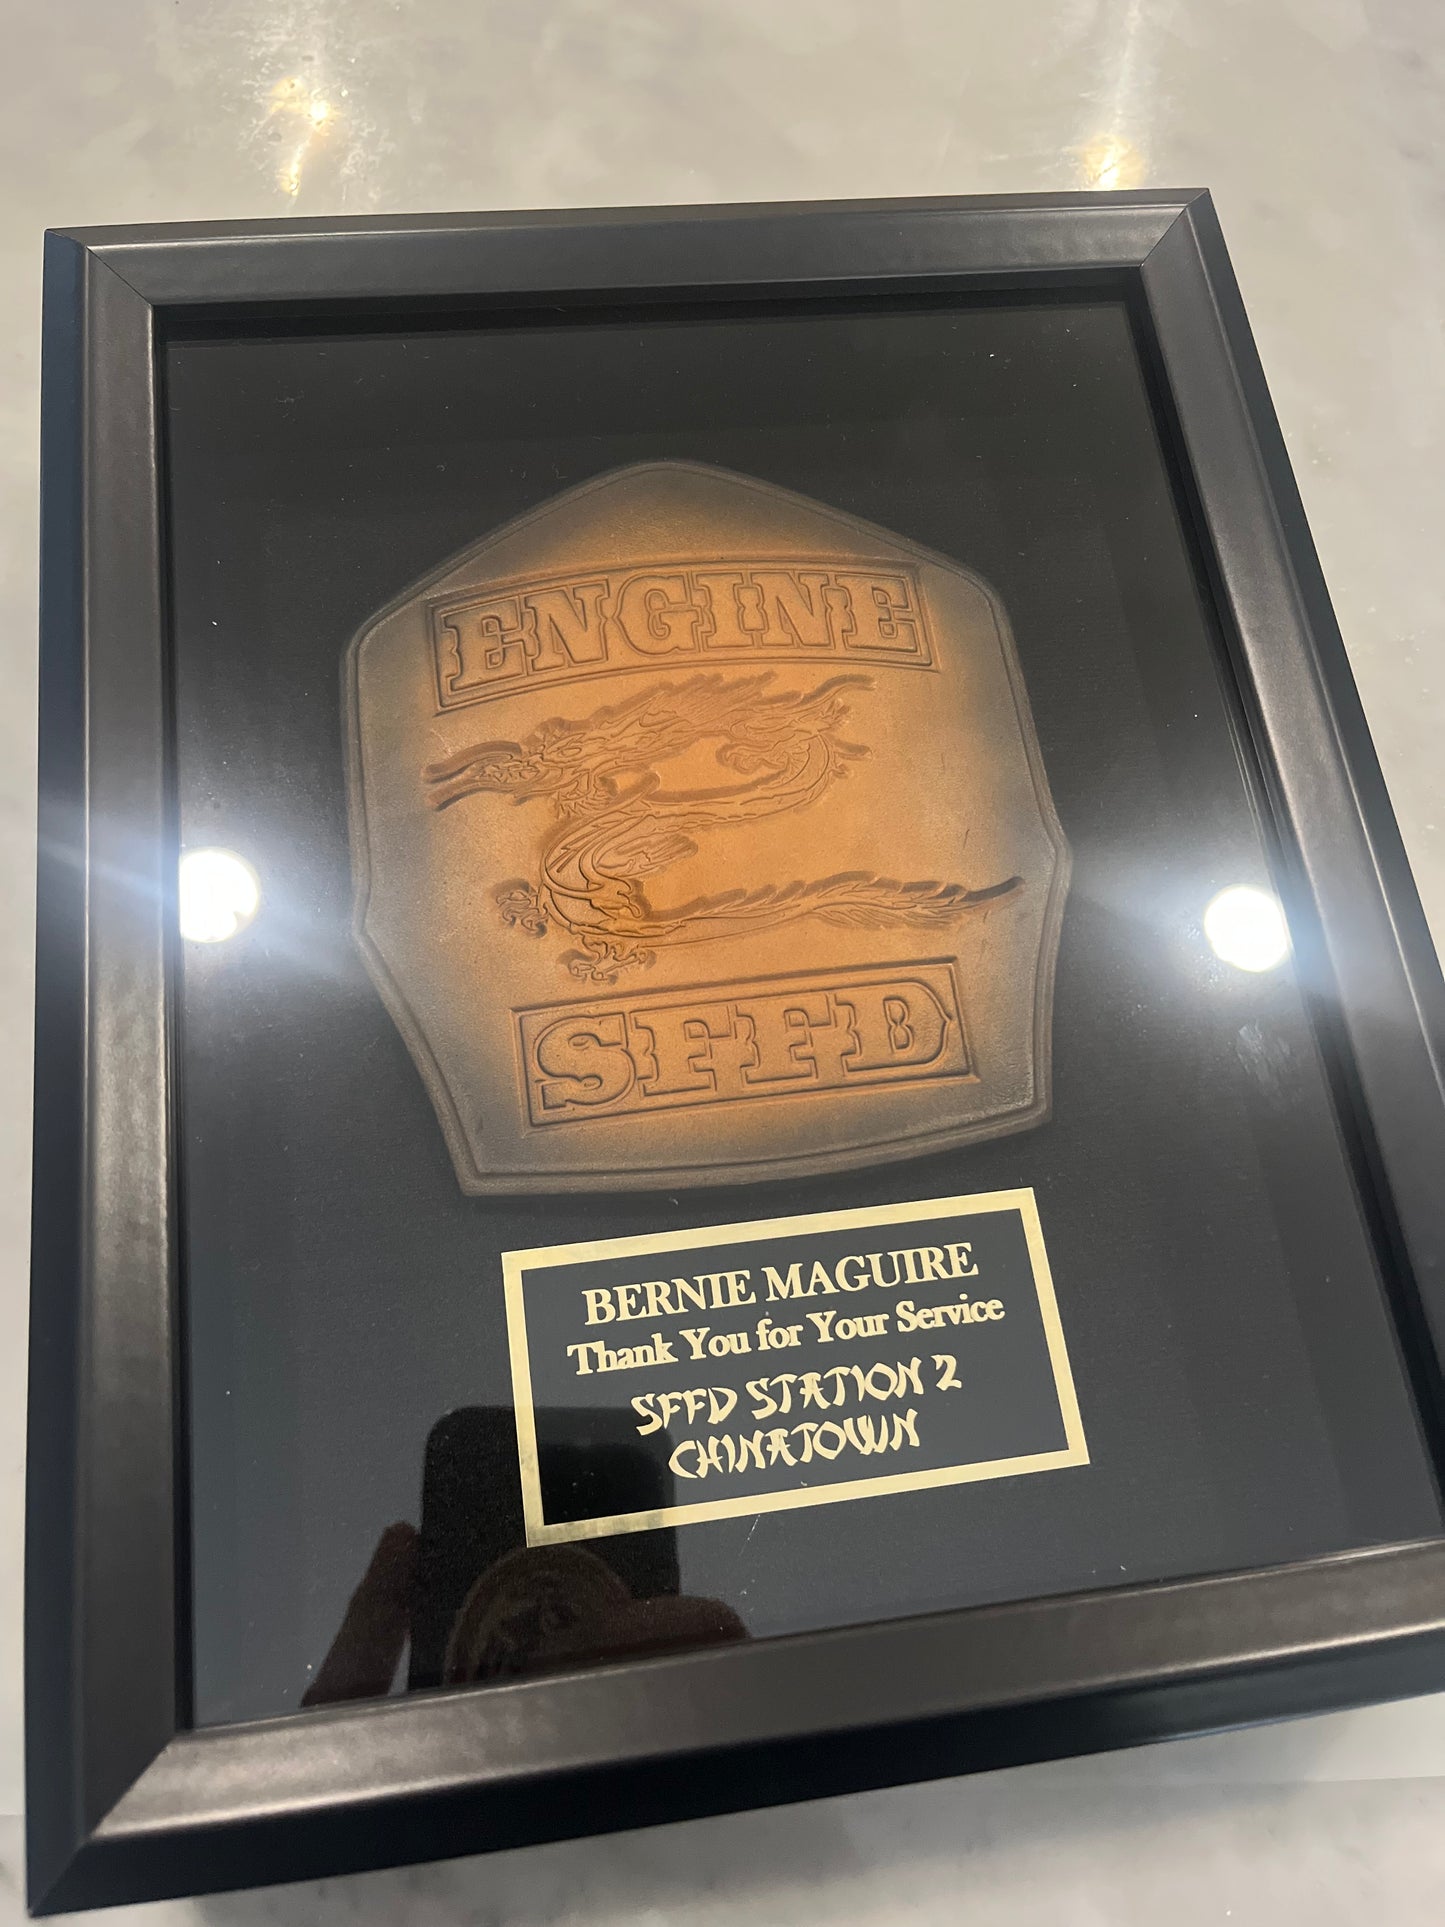 ENGINE
SFFD
BERNIE MAGUIRE
Thank You for Your Service
SFFD STATION 2
CHINATOWN